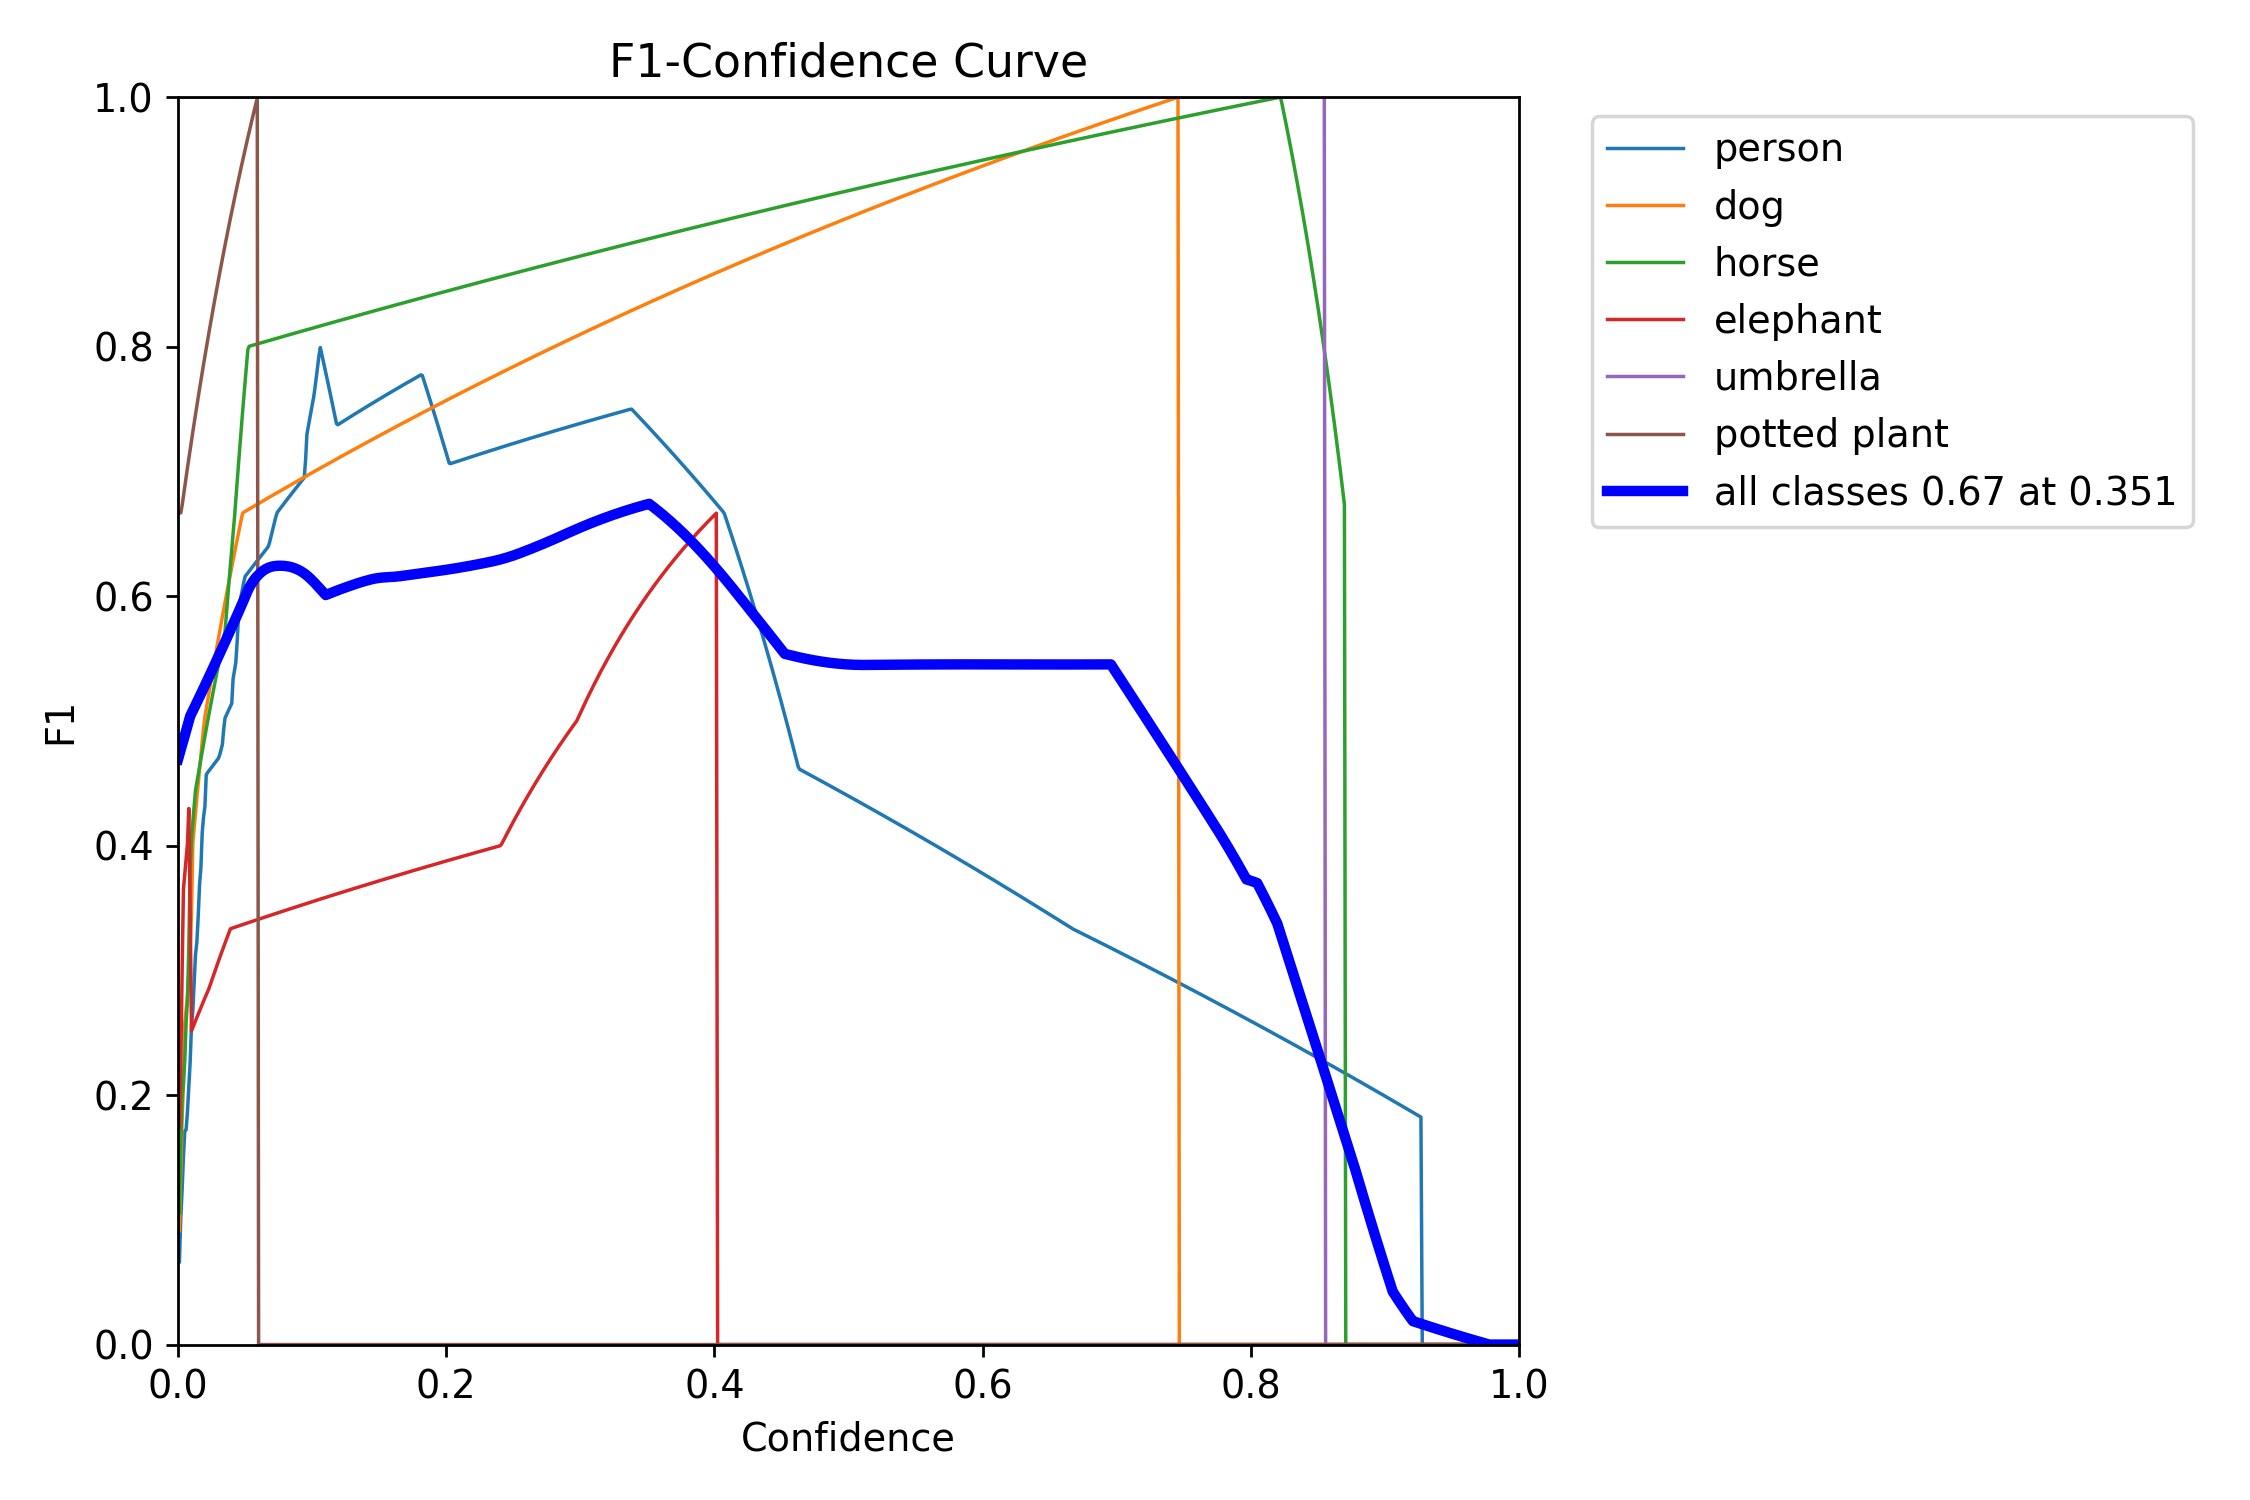 F1-Confidence Curve
1.0
0.8
0.6
0.4
0.2
0.0
F1
0.0 0.2 0.4 0.6 0.8 1.0
Confidence
person
dog
horse
elephant
umbrella
potted plant
all classes 0.67 at 0.351